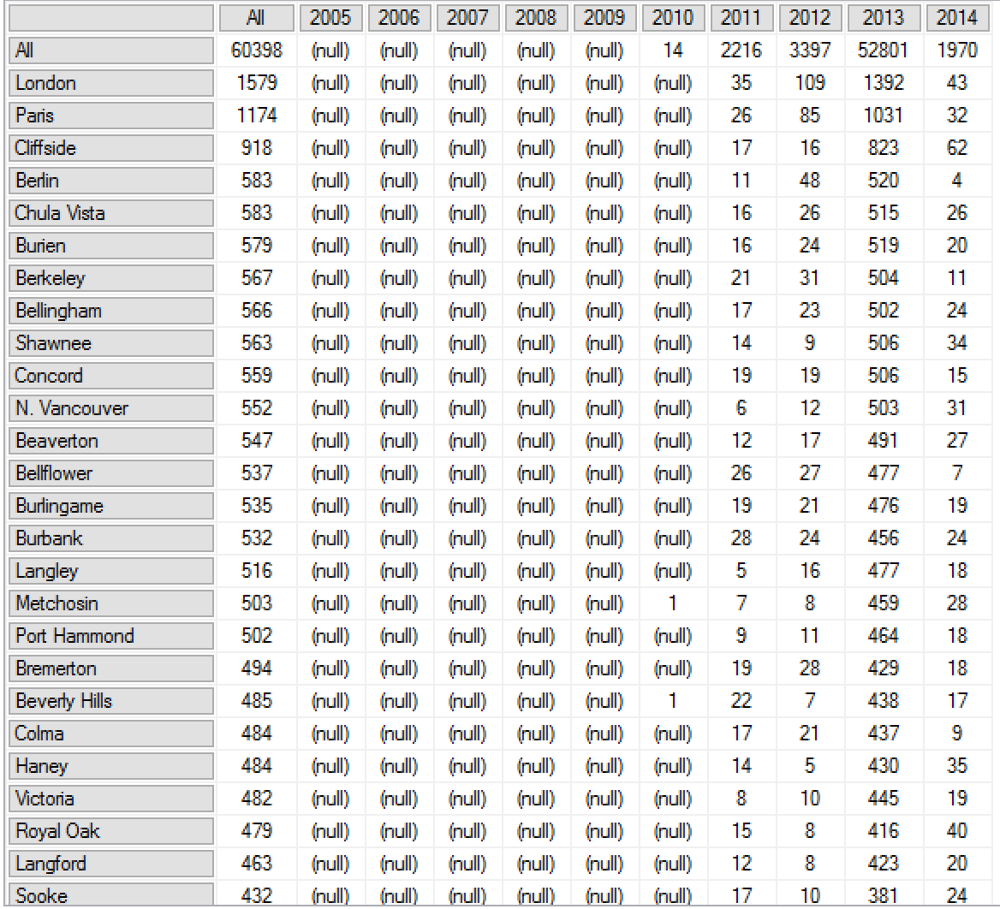 All 2005 2006 2007 2008 2009 2010 2011 2012 2013 2014
All 60398 (null) (null) (null) (null) (null) 14 2216 3397 52801 1970
London 1579 (null) (null) (null) (null) (null) (null) 35 109 1392 43
Paris 1174 (null) (null) (null) (null) (null) (null) 26 85 1031 32
Cliffside 918 (null) (null) (null) (null) (null) (null) 17 16 823 62
Berlin 583 (null) (null) (null) (null) (null) (null) 11 48 520 4
Chula Vista 583 (null) (null) (null) (null) (null) (null) 16 26 515 26
Burien 579 (null) (null) (null) (null) (null) (null) 16 24 519 20
Berkeley 567 (null) (null) (null) (null) (null) (null) 21 31 504 11
Bellingham 566 (null) (null) (null) (null) (null) (null) 17 23 502 24
Shawnee 563 (null) (null) (null) (null) (null) (null) 14 9 506 34
Concord 559 (null) (null) (null) (null) (null) (null) 19 19 506 15
N. Vancouver 552 (null) (null) (null) (null) (null) (null) 6 12 503 31
Beaverton 547 (null) (null) (null) (null) (null) (null) 12 17 491 27
Bellflower 537 (null) (null) (null) (null) (null) (null) 26 27 477 7
Burlingame 535 (null) (null) (null) (null) (null) (null) 19 21 476 19
Burbank 532 (null) (null) (null) (null) (null) (null) 28 24 456 24
Langley 516 (null) (null) (null) (null) (null) (null) 5 16 477 18
Metchosin 503 (null) (null) (null) (null) (null) 1 7 8 459 28
Port Hammond 502 (null) (null) (null) (null) (null) (null) 9 11 464 18
Bremerton 494 (null) (null) (null) (null) (null) (null) 19 28 429 18
Beverly Hills 485 (null) (null) (null) (null) (null) 1 22 7 438 17
Colma 484 (null) (null) (null) (null) (null) (null) 17 21 437 9
Haney 484 (null) (null) (null) (null) (null) (null) 14 5 430 35
Victoria 482 (null) (null) (null) (null) (null) (null) 8 10 445 19
Royal Oak 479 (null) (null) (null) (null) (null) (null) 15 8 416 40
Langford 463 (null) (null) (null) (null) (null) (null) 12 8 423 20
Sooke 432 (null) (null) (null) (null) (null) (null) 17 10 381 24